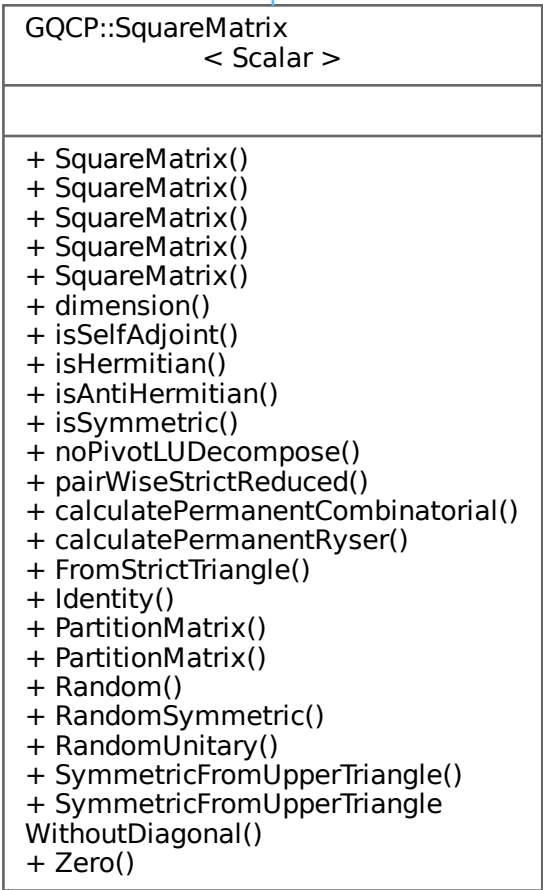 GQCP::SquareMatrix
< Scalar >
+ SquareMatrix()
+ SquareMatrix()
+ SquareMatrix()
+ SquareMatrix()
+ SquareMatrix()
+ dimension()
+ isSelfAdjoint()
+ isHermitian()
+ isAntiHermitian()
+ isSymmetric()
+ noPivotLUDecompose()
+ pairWiseStrictReduced()
+ calculatePermanentCombinatorial()
+ calculatePermanentRyser()
+ FromStrictTriangle()
+ Identity()
+ PartitionMatrix()
+ PartitionMatrix()
+ Random()
+ RandomSymmetric()
+ RandomUnitary()
+ SymmetricFromUpperTriangle()
+ SymmetricFromUpperTriangle
WithoutDiagonal()
+ Zero()